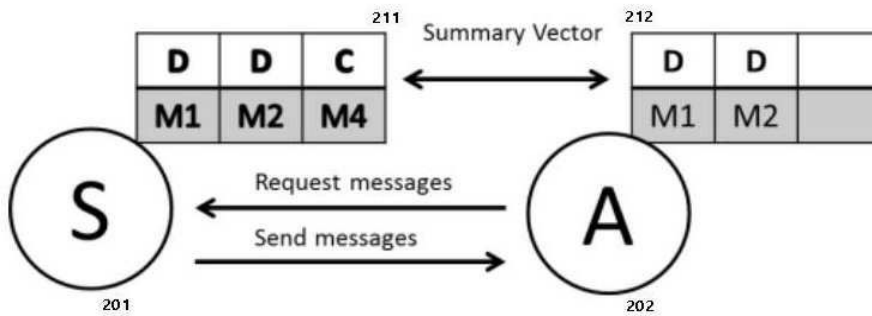 211
Summary Vector
212
D D C
M1 M2 M4
D D
M1 M2
S
Request messages
Send messages
A
201
202